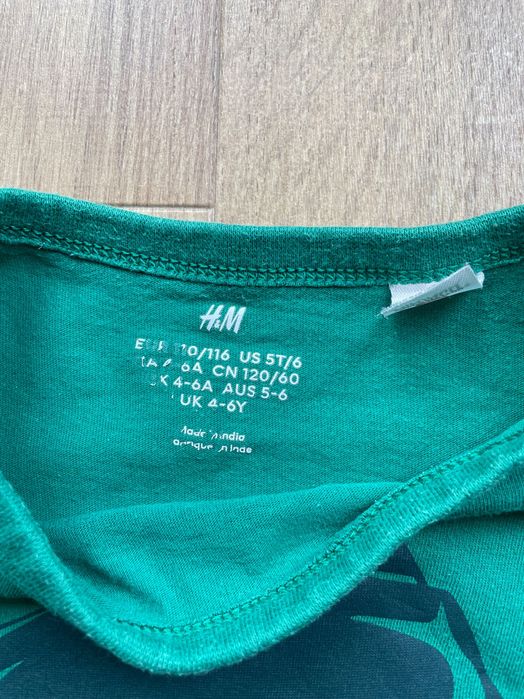 H&M
EUR 110/116 US 5T/6
6A CN 120/60
4-6A AUS 5-6
UK 4-6Y
Made in India
en Inde